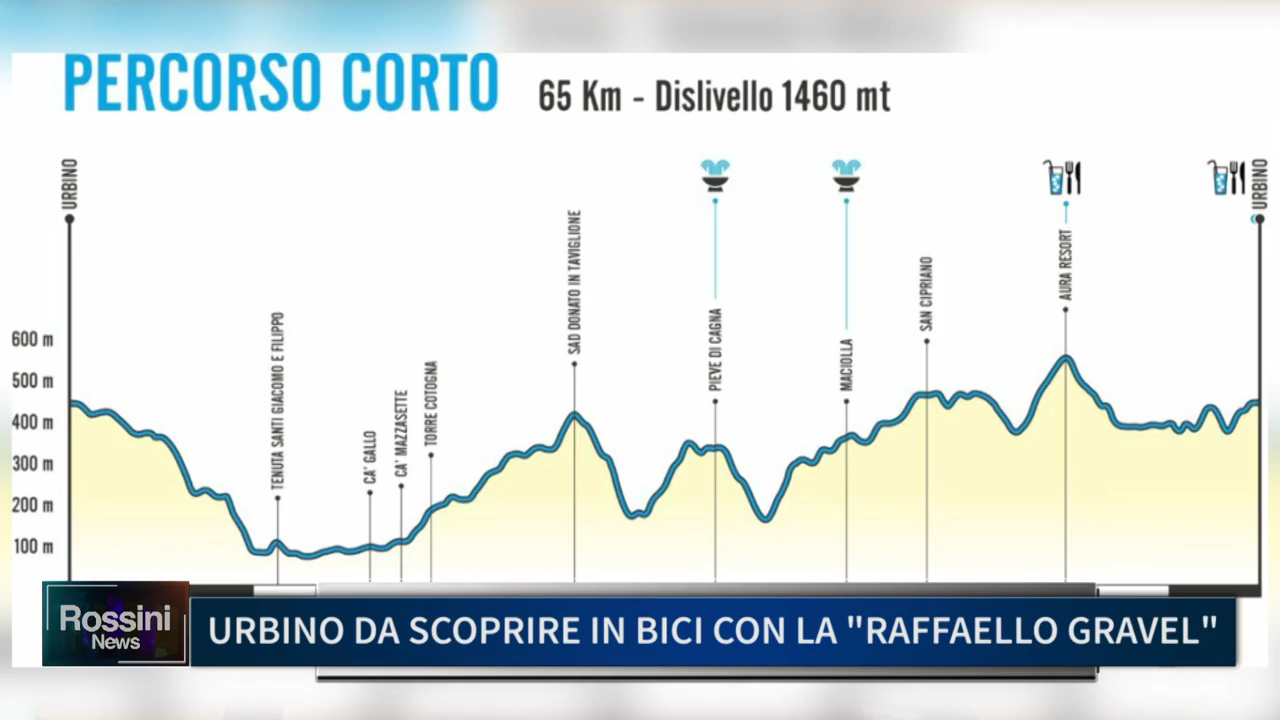 PERCORSO CORTO
65 Km - Dislivello 1460 mt
URBINO
TENUTA SANTI GIACOMO E FILIPPO
CA' GALLO
CA' MAZZASETTE
TORRE COTOGNA
SAD DONATO IN TAVIGLIONE
PIEVE DI CAGNA
MACIOLLA
SAN CIPRIANO
AURA RESORT
URBINO
600 m
500 m
400 m
300 m
200 m
100 m
Rossini
News
URBINO DA SCOPRIRE IN BICI CON LA "RAFFAELLO GRAVEL"